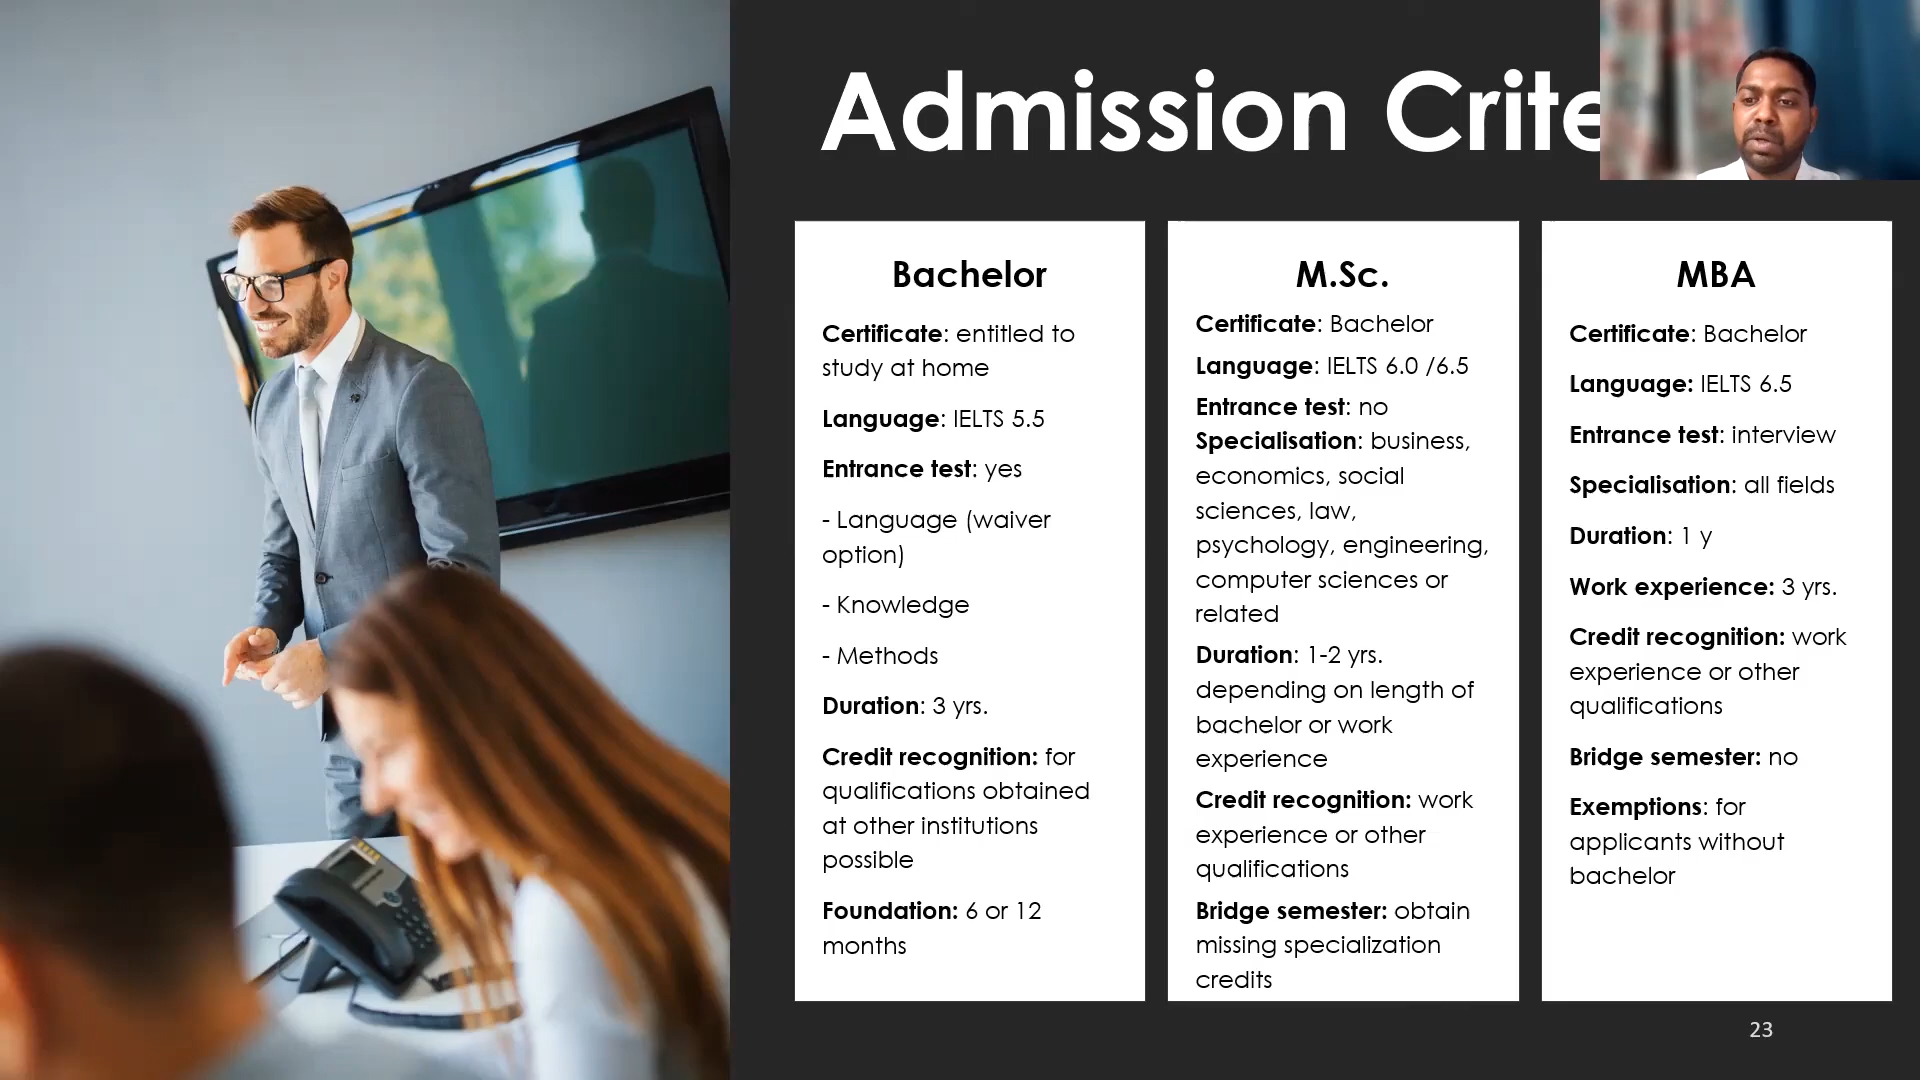 Admission Crite
Bachelor
Certificate: entitled to
study at home
Language: IELTS 5.5
Entrance test: yes
- Language (waiver
option)
- Knowledge
- Methods
Duration: 3 yrs.
Credit recognition: for
qualifications obtained
at other institutions
possible
Foundation: 6 or 12
months
M.Sc.
Certificate: Bachelor
Language: IELTS 6.0 /6.5
Entrance test: no
Specialisation: business,
economics, social
sciences, law,
psychology, engineering,
computer sciences or
related
Duration: 1-2 yrs.
depending on length of
bachelor or work
experience
Credit recognition: work
experience or other
qualifications
Bridge semester: obtain
missing specialization
credits
MBA
Certificate: Bachelor
Language: IELTS 6.5
Entrance test: interview
Specialisation: all fields
Duration: 1 y
Work experience: 3 yrs.
Credit recognition: work
experience or other
qualifications
Bridge semester: no
Exemptions: for
applicants without
bachelor
23